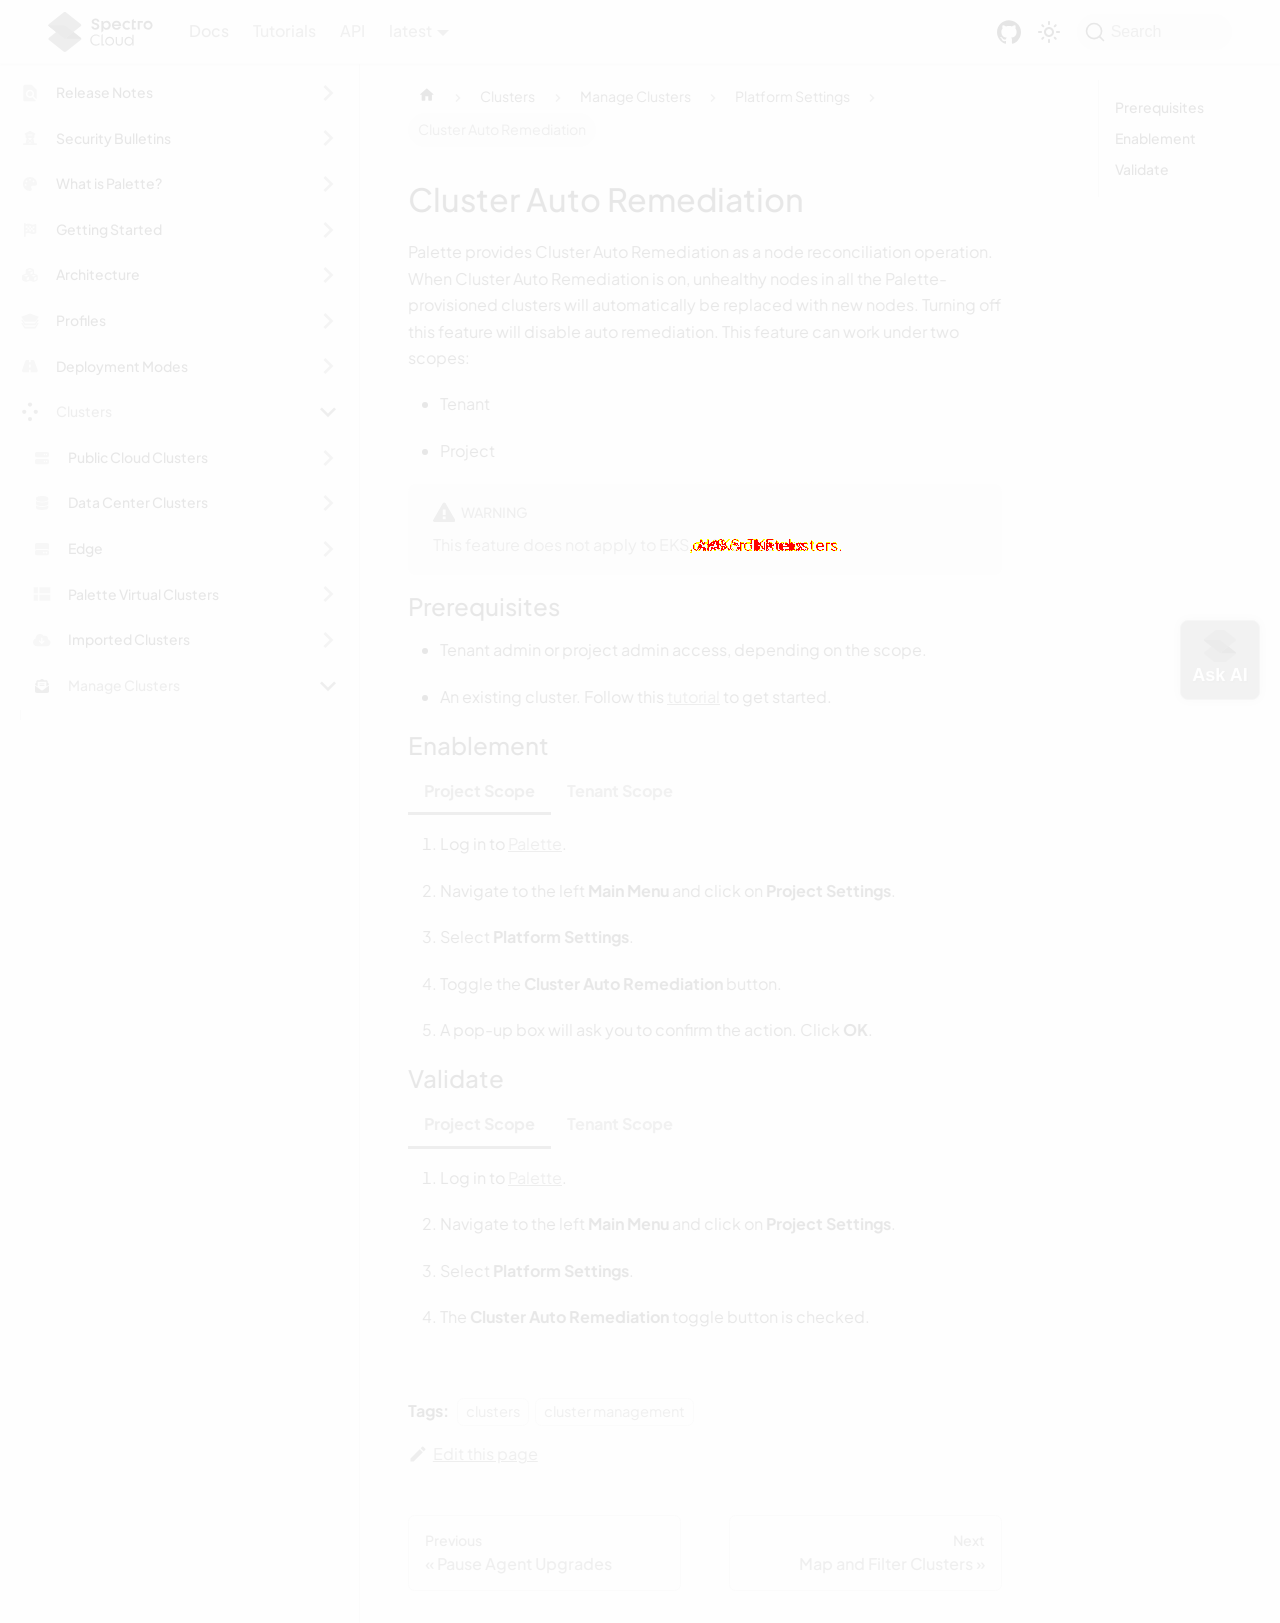 Spectro Cloud
Docs Tutorials API latest
Search
Release Notes
Security Bulletins
What is Palette?
Getting Started
Architecture
Profiles
Deployment Modes
Clusters
Public Cloud Clusters
Data Center Clusters
Edge
Palette Virtual Clusters
Imported Clusters
Manage Clusters
Clusters Manage Clusters Platform Settings
Cluster Auto Remediation
Cluster Auto Remediation
Palette provides Cluster Auto Remediation as a node reconciliation operation.
When Cluster Auto Remediation is on, unhealthy nodes in all the Palette-
provisioned clusters will automatically be replaced with new nodes. Turning off
this feature will disable auto remediation. This feature can work under two
scopes:
Tenant
Project
WARNING
This feature does not apply to EKS
Prerequisites
Tenant admin or project admin access, depending on the scope.
An existing cluster. Follow this tutorial to get started.
Enablement
Project Scope Tenant Scope
1. Log in to Palette.
2. Navigate to the left Main Menu and click on Project Settings.
3. Select Platform Settings.
4. Toggle the Cluster Auto Remediation button.
5. A pop-up box will ask you to confirm the action. Click OK.
Validate
Project Scope Tenant Scope
1. Log in to Palette.
2. Navigate to the left Main Menu and click on Project Settings.
3. Select Platform Settings.
4. The Cluster Auto Remediation toggle button is checked.
Tags: clusters cluster management
Edit this page
Previous
« Pause Agent Upgrades
Next
Map and Filter Clusters »
Prerequisites
Enablement
Validate
Ask AI